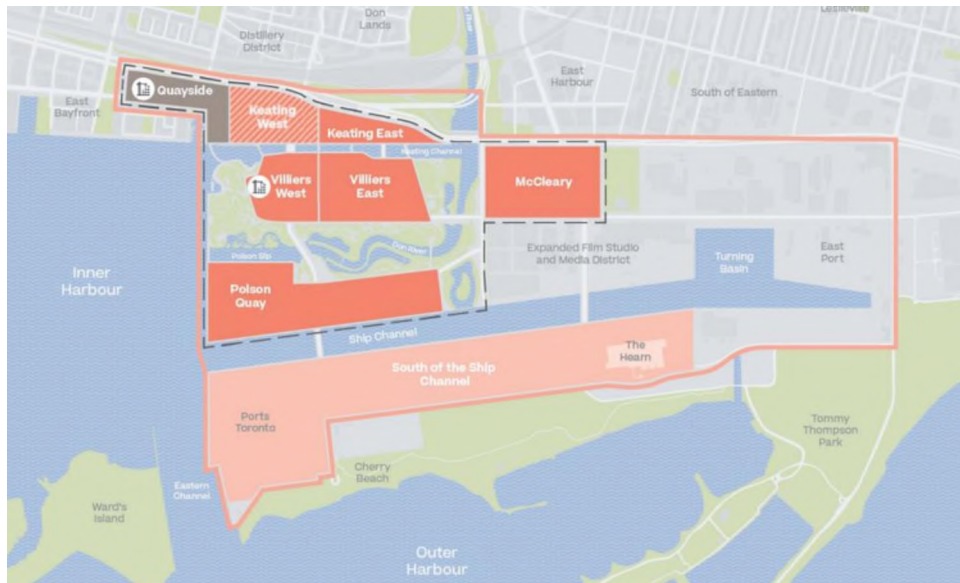 Leslieville
Don
Lands
Distillery
District
East
Harbour
South of Eastern
Quayside
East
Bayfront
Keating
West
Keating East
Keating Channel
Villiers
West
Villiers
East
McCleary
Don River
Expanded Film Studio
and Media District
East
Port
Turning
Basin
Polson Slip
Inner
Harbour
Polson
Quay
Ship Channel
The
Hearn
South of the Ship
Channel
Ports
Toronto
Tommy
Thompson
Park
Cherry
Beach
Eastern
Channel
Ward's
Island
Outer
Harbour